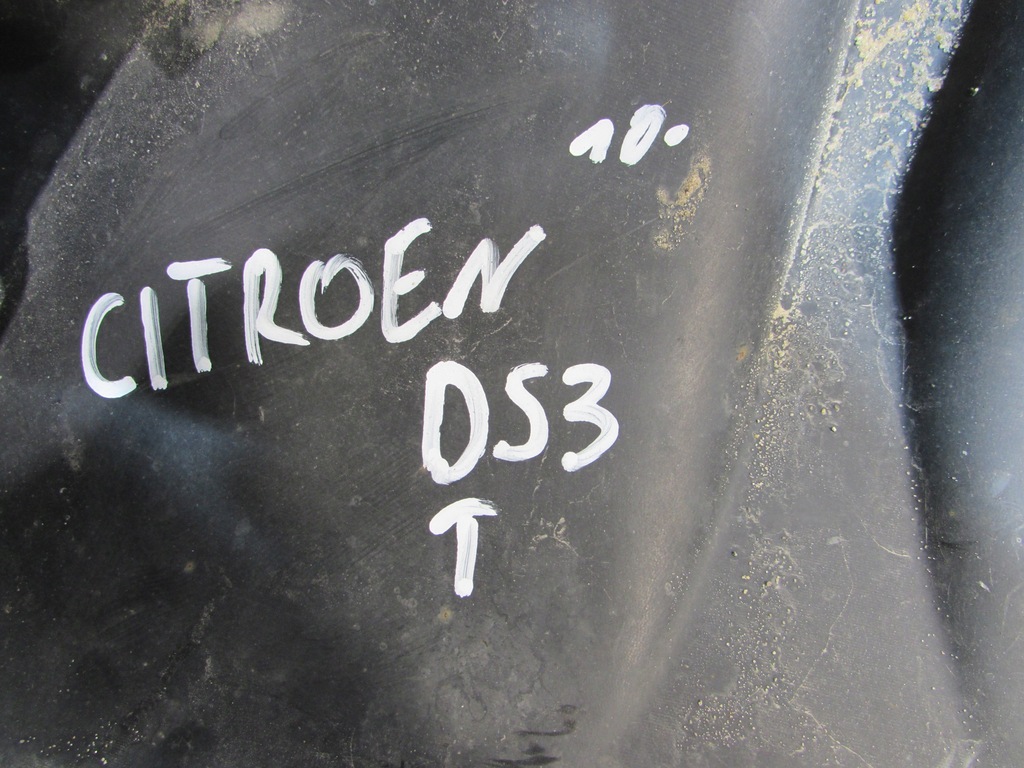 10.
CITROEN
DS3
T